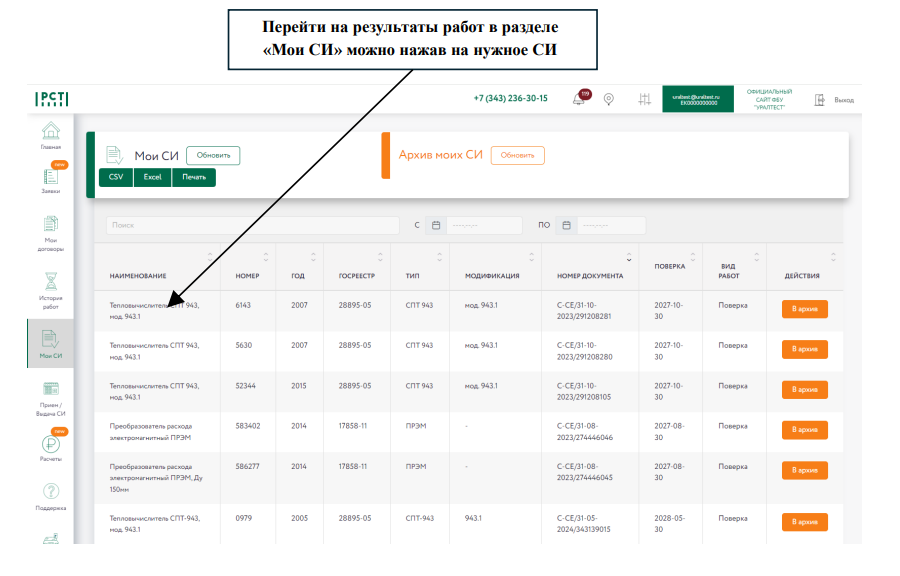 Перейти на результаты работ в разделе
«Мои СИ» можно нажав на нужное СИ
РСТ
+7 (343) 236-30-15
119
uraltest@uraltest.ru
EK0000000000
ОФИЦИАЛЬНЫЙ
САЙТ ФБУ
"УРАЛТЕСТ"
Выход
Главная
new
Заявки
Мои
договоры
История
работ
Мои СИ
Прием /
Выдача СИ
new
Расчеты
Поддержка
Мои СИ Обновить
CSV Excel Печать
Архив моих СИ Обновить
Поиск С --.--.---- ПО --.--.----
НАИМЕНОВАНИЕ НОМЕР ГОД ГОСРЕЕСТР ТИП МОДИФИКАЦИЯ НОМЕР ДОКУМЕНТА ПОВЕРКА ВИД РАБОТ ДЕЙСТВИЯ
Тепловычислитель СПТ 943, 6143 2007 28895-05 СПТ 943 мод. 943.1 С-СЕ/31-10- 2027-10- Поверка В архив
мод. 943.1 2023/291208281 30
Тепловычислитель СПТ 943, 5630 2007 28895-05 СПТ 943 мод. 943.1 С-СЕ/31-10- 2027-10- Поверка В архив
мод. 943.1 2023/291208280 30
Тепловычислитель СПТ 943, 52344 2015 28895-05 СПТ 943 мод. 943.1 С-СЕ/31-10- 2027-10- Поверка В архив
мод. 943.1 2023/291208105 30
Преобразователь расхода 583402 2014 17858-11 ПРЭМ - С-СЕ/31-08- 2027-08- Поверка В архив
электромагнитный ПРЭМ 2023/274446046 30
Преобразователь расхода 586277 2014 17858-11 ПРЭМ - С-СЕ/31-08- 2027-08- Поверка В архив
электромагнитный ПРЭМ, Ду 2023/274446045 30
150мм
Тепловычислитель СПТ-943, 0979 2005 28895-05 СПТ-943 943.1 С-СЕ/31-05- 2028-05- Поверка В архив
мод. 943.1 2024/343139015 30